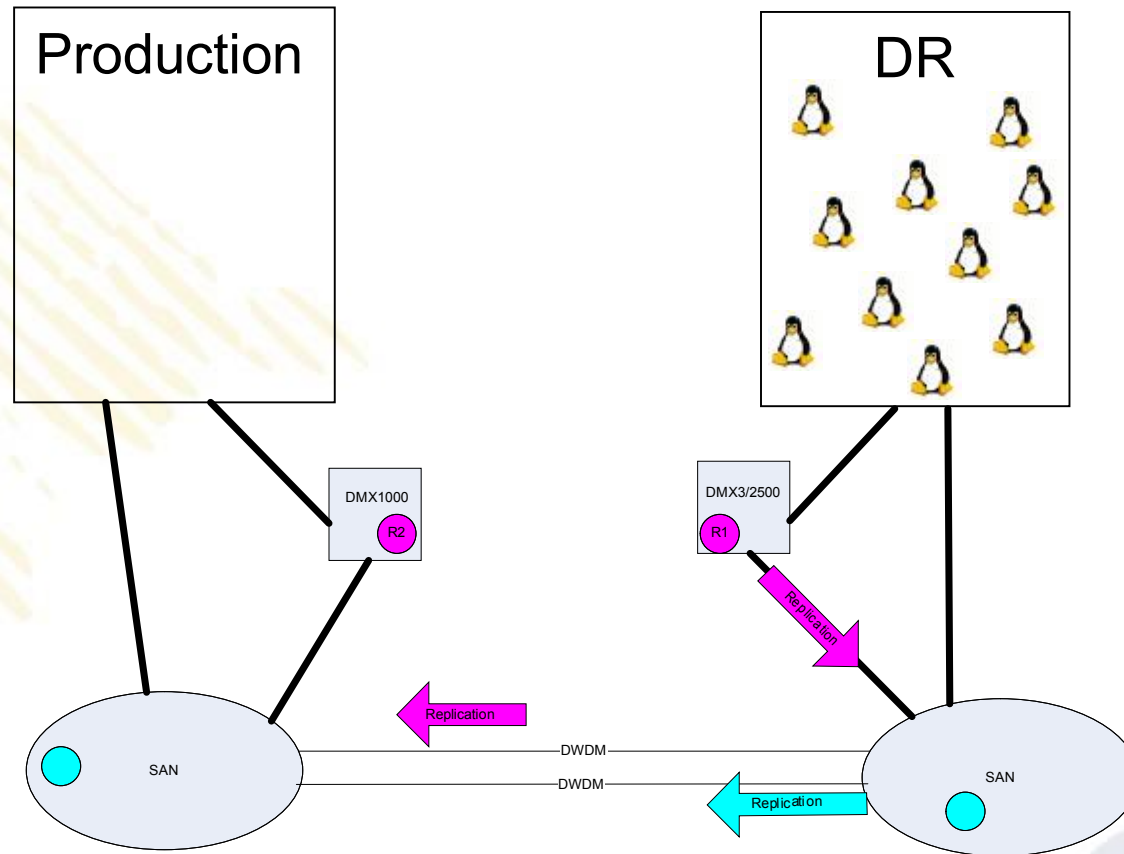 Production
DR
DMX1000
R2
DMX3/2500
R1
Replication
Replication
DWDM
SAN
SAN
DWDM
Replication